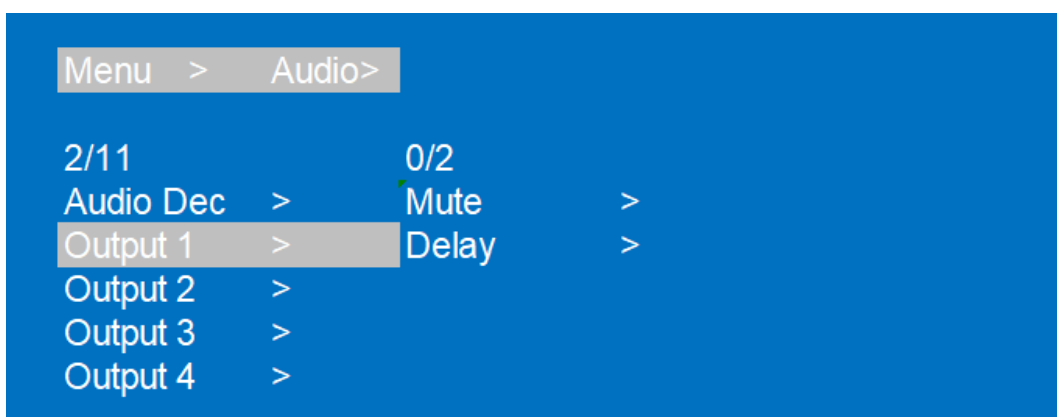 Menu > Audio>
2/11 0/2
Audio Dec > Mute >
Output 1 > Delay >
Output 2 >
Output 3 >
Output 4 >